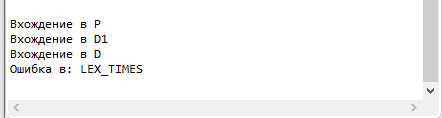 Вхождение в P
Вхождение в D1
Вхождение в D
Ошибка в: LEX_TIMES